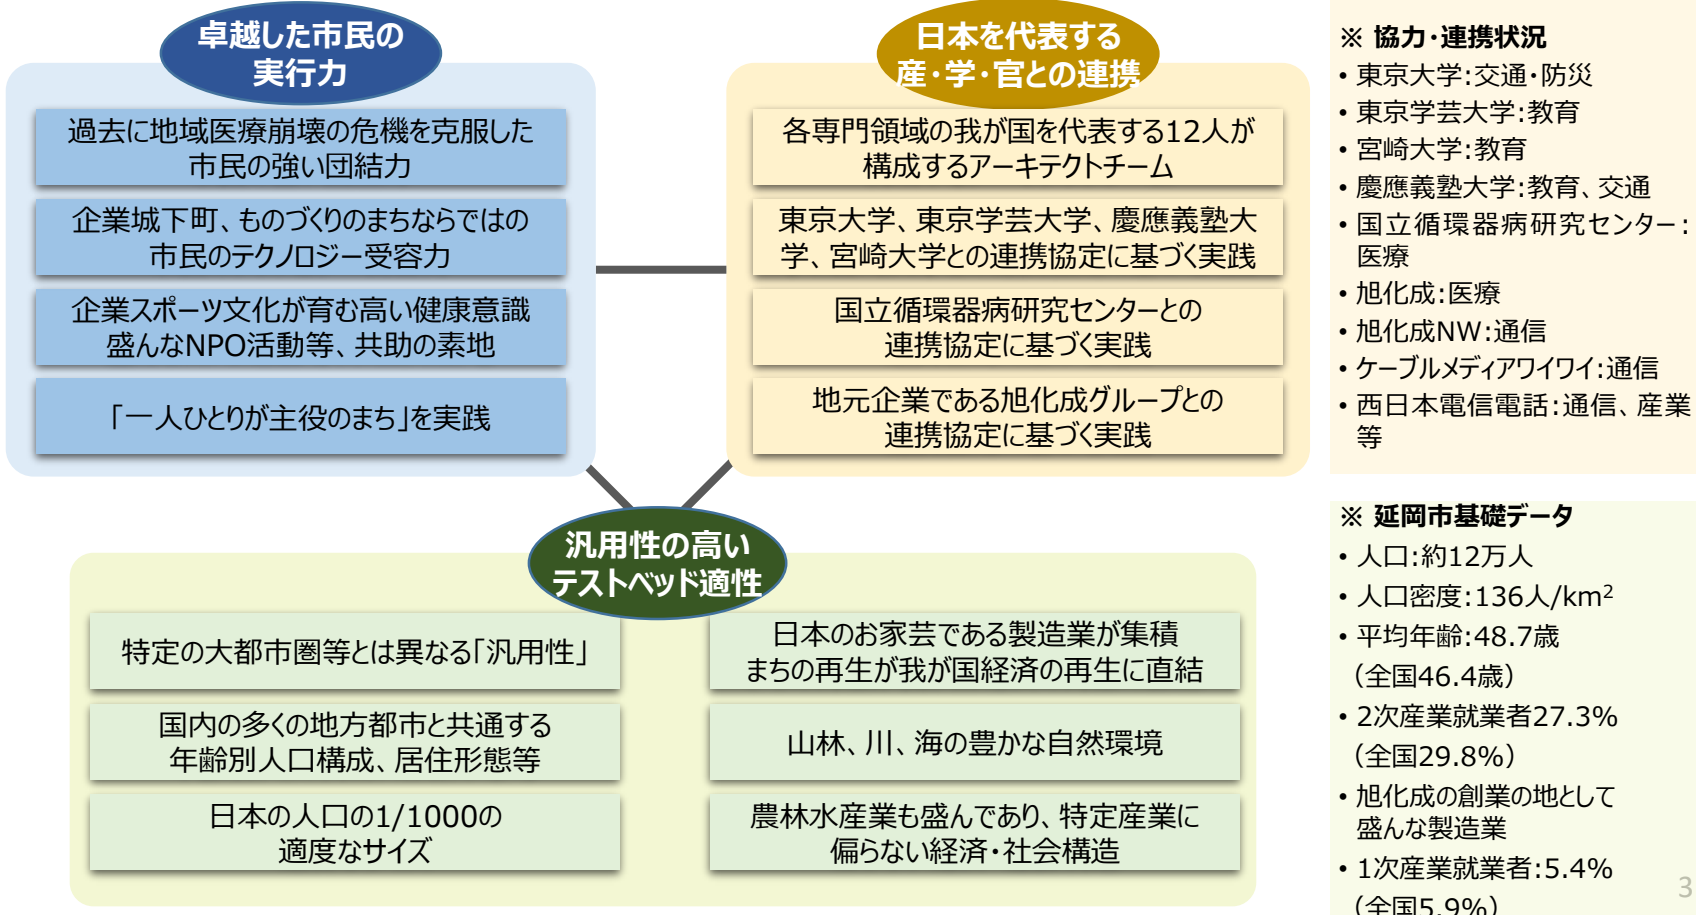 卓越した市民の
実行力
過去に地域医療崩壊の危機を克服した
市民の強い団結力
企業城下町、ものづくりのまちならではの
市民のテクノロジー受容力
企業スポーツ文化が育む高い健康意識
盛んなNPO活動等、共助の素地
「一人ひとりが主役のまち」を実践
日本を代表する
産・学・官との連携
各専門領域の我が国を代表する12人が
構成するアーキテクトチーム
東京大学、東京学芸大学、慶應義塾大
学、宮崎大学との連携協定に基づく実践
国立循環器病研究センターとの
連携協定に基づく実践
地元企業である旭化成グループとの
連携協定に基づく実践
汎用性の高い
テストベッド適性
特定の大都市圏等とは異なる「汎用性」
国内の多くの地方都市と共通する
年齢別人口構成、居住形態等
日本の人口の1/1000の
適度なサイズ
日本のお家芸である製造業が集積
まちの再生が我が国経済の再生に直結
山林、川、海の豊かな自然環境
農林水産業も盛んであり、特定産業に
偏らない経済・社会構造
※ 協力・連携状況
• 東京大学:交通・防災
• 東京学芸大学:教育
• 宮崎大学:教育
• 慶應義塾大学:教育、交通
• 国立循環器病研究センター:
医療
• 旭化成:医療
• 旭化成NW:通信
• ケーブルメディアワイワイ:通信
• 西日本電信電話:通信、産業
等
※ 延岡市基礎データ
• 人口:約12万人
• 人口密度:136人/km²
• 平均年齢:48.7歳
（全国46.4歳）
• 2次産業就業者27.3%
（全国29.8%）
• 旭化成の創業の地として
盛んな製造業
• 1次産業就業者:5.4%
（全国5.9%）
3